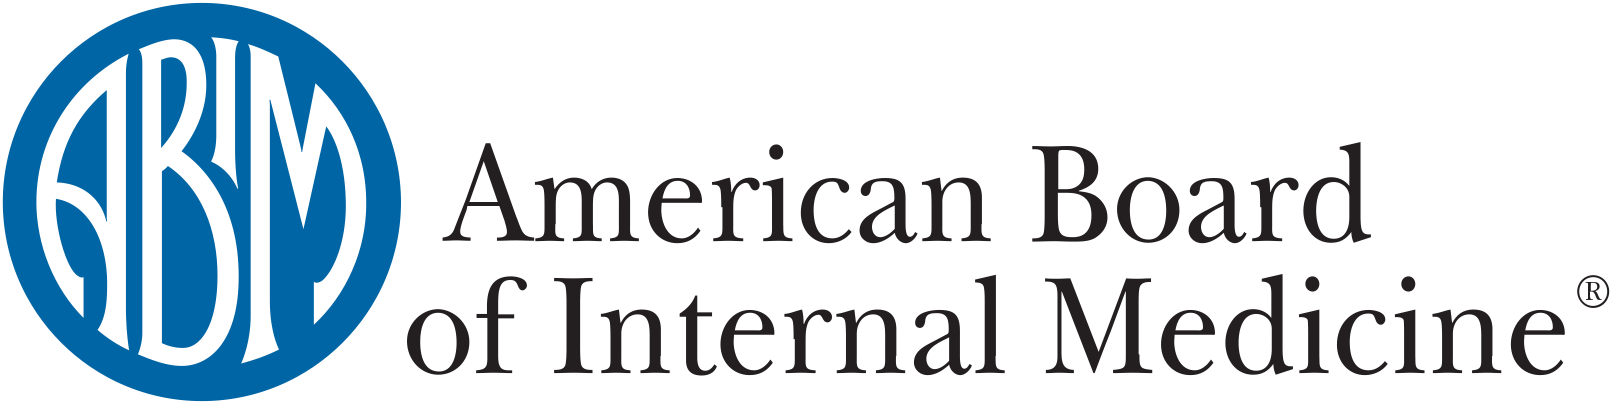 ABIM
American Board
of Internal Medicine®